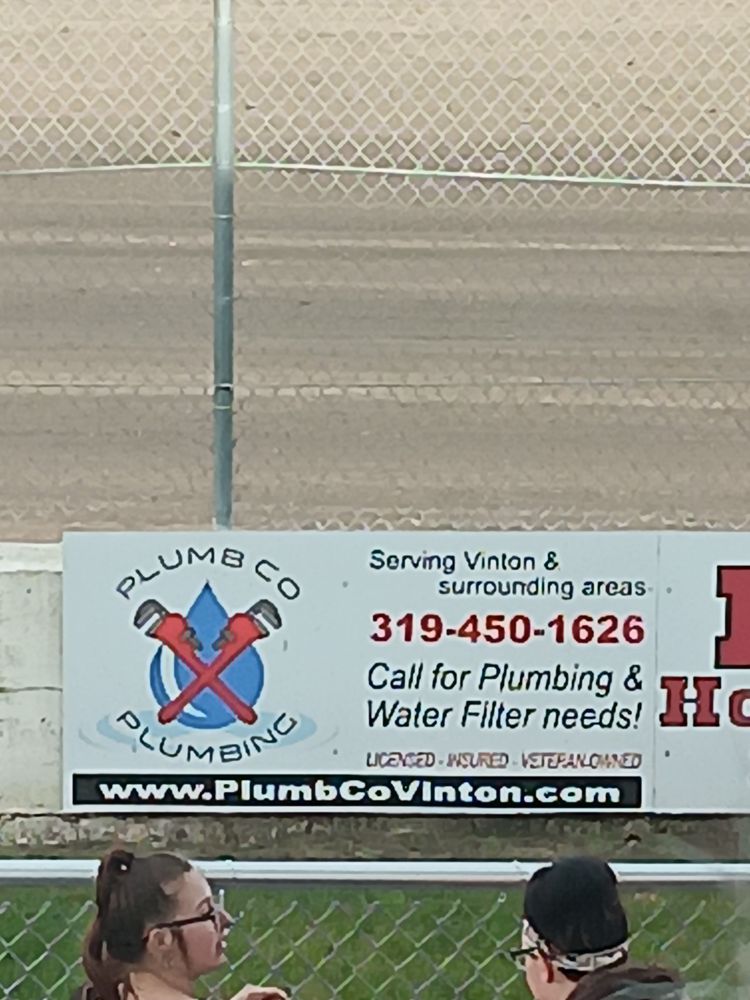 PLUMB CO
PLUMBING
Serving Vinton &
surrounding areas
319-450-1626
Call for Plumbing &
Water Filter needs!
LICENSED - INSURED - VETERAN OWNED
www.PlumbCoVinton.com